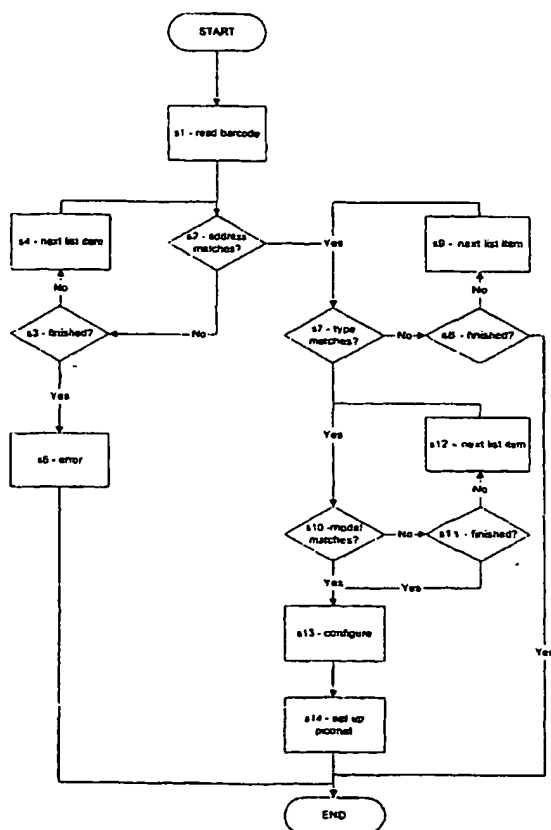 START
s1 - read barcode
s4 - next list item
s2 - address
matches?
Yes
s9 - next list item
No
No
s3 - finished?
No
s7 - type
matches?
No
s8 - finished?
Yes
s5 - error
Yes
s12 - next list item
No
s10 - model
matches?
No
s11 - finished?
Yes
Yes
s13 - configure
Yes
s14 - set up
piconet
END